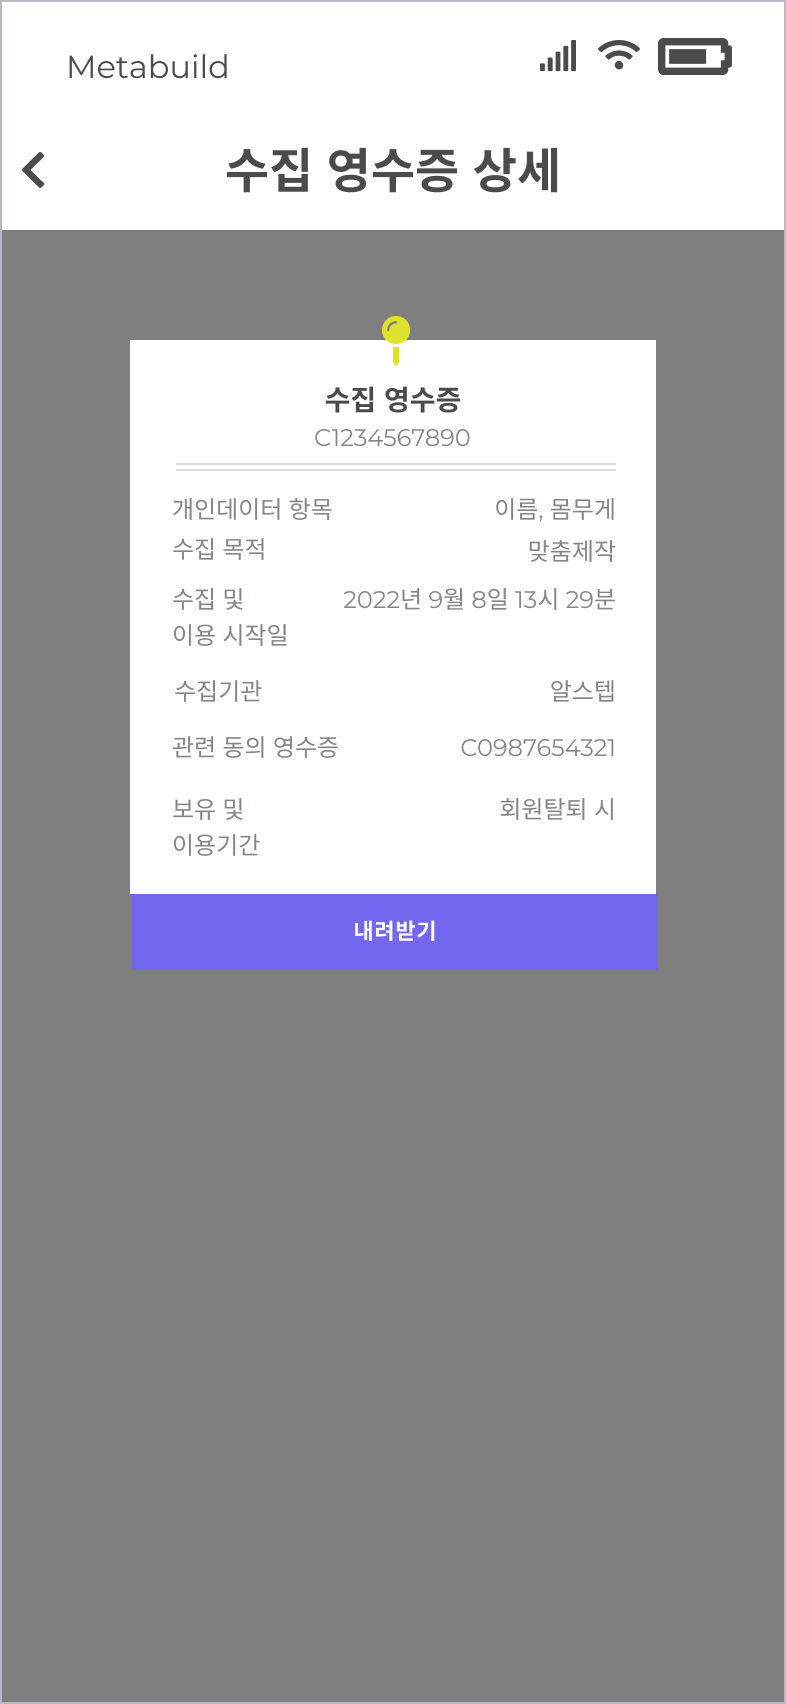 Metabuild
수집 영수증 상세
수집 영수증
C1234567890
개인데이터 항목 이름, 몸무게
수집 목적 맞춤제작
수집 및 2022년 9월 8일 13시 29분
이용 시작일
수집기관 알스텝
관련 동의 영수증 C0987654321
보유 및 회원탈퇴 시
이용기간
내려받기